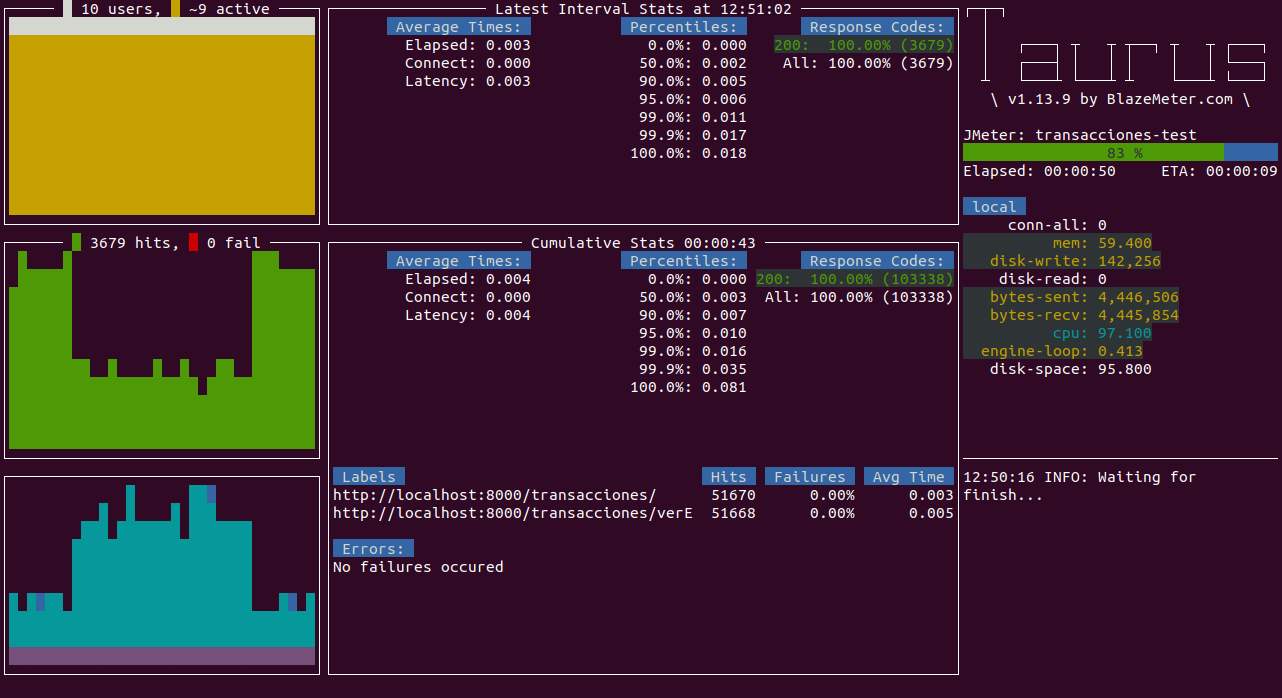 10 users, ~9 active
3679 hits, 0 fail
Latest Interval Stats at 12:51:02
Average Times: Percentiles: Response Codes:
Elapsed: 0.003 0.0%: 0.000 200: 100.00% (3679)
Connect: 0.000 50.0%: 0.002 All: 100.00% (3679)
Latency: 0.003 90.0%: 0.005
95.0%: 0.006
99.0%: 0.011
99.9%: 0.017
100.0%: 0.018
Cumulative Stats 00:00:43
Average Times: Percentiles: Response Codes:
Elapsed: 0.004 0.0%: 0.000 200: 100.00% (103338)
Connect: 0.000 50.0%: 0.003 All: 100.00% (103338)
Latency: 0.004 90.0%: 0.007
95.0%: 0.010
99.0%: 0.016
99.9%: 0.035
100.0%: 0.081
Labels Hits Failures Avg Time
http://localhost:8000/transacciones/ 51670 0.00% 0.003
http://localhost:8000/transacciones/verE 51668 0.00% 0.005
Errors:
No failures occured
Taurus
\ v1.13.9 by BlazeMeter.com \
JMeter: transacciones-test
83 %
Elapsed: 00:00:50 ETA: 00:00:09
local
conn-all: 0
mem: 59.400
disk-write: 142,256
disk-read: 0
bytes-sent: 4,446,506
bytes-recv: 4,445,854
cpu: 97.100
engine-loop: 0.413
disk-space: 95.800
12:50:16 INFO: Waiting for
finish...